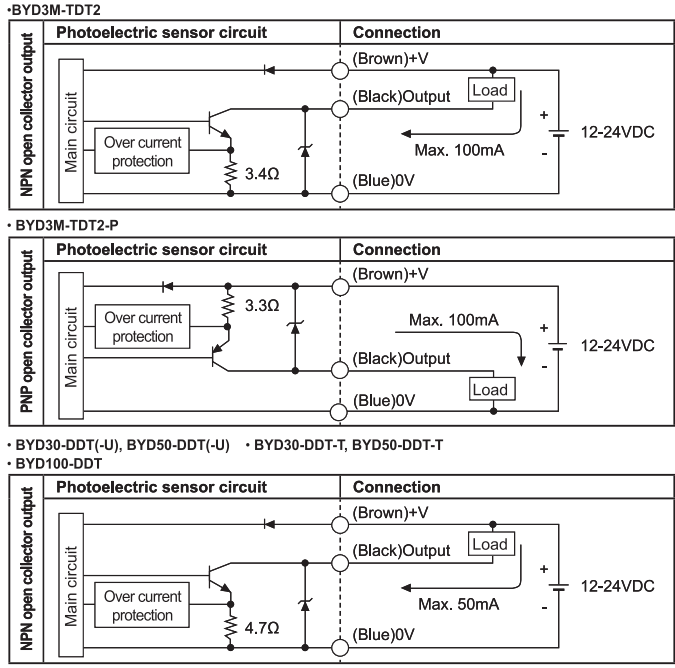 •BYD3M-TDT2
Photoelectric sensor circuit
Connection
NPN open collector output
Main circuit
Over current
protection
3.4Ω
(Brown)+V
(Black)Output
Load
Max. 100mA
+
-
12-24VDC
(Blue)0V
• BYD3M-TDT2-P
Photoelectric sensor circuit
Connection
PNP open collector output
Main circuit
Over current
protection
3.3Ω
(Brown)+V
Max. 100mA
+
-
12-24VDC
(Black)Output
Load
(Blue)0V
• BYD30-DDT(-U), BYD50-DDT(-U) • BYD30-DDT-T, BYD50-DDT-T
• BYD100-DDT
Photoelectric sensor circuit
Connection
NPN open collector output
Main circuit
Over current
protection
4.7Ω
(Brown)+V
(Black)Output
Load
Max. 50mA
+
-
12-24VDC
(Blue)0V